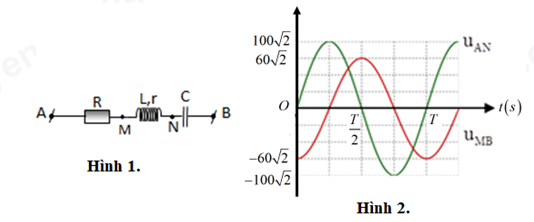 A
R
M
L,r
N
C
B
Hình 1.
100√2
60√2
O
-60√2
-100√2
T/2
T
t(s)
u_AN
u_MB
Hình 2.